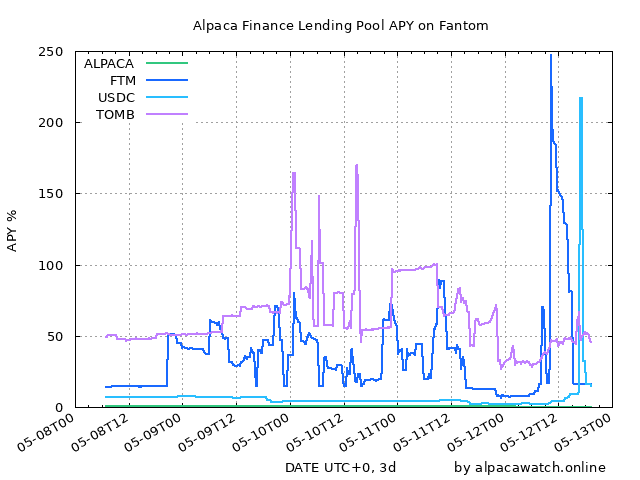 Alpaca Finance Lending Pool APY on Fantom
250
200
150
100
50
0
APY %
ALPACA
FTM
USDC
TOMB
05-08T00
05-08T12
05-09T00
05-09T12
05-10T00
05-10T12
05-11T00
05-11T12
05-12T00
05-12T12
05-13T00
DATE UTC+0, 3d
by alpacawatch.online